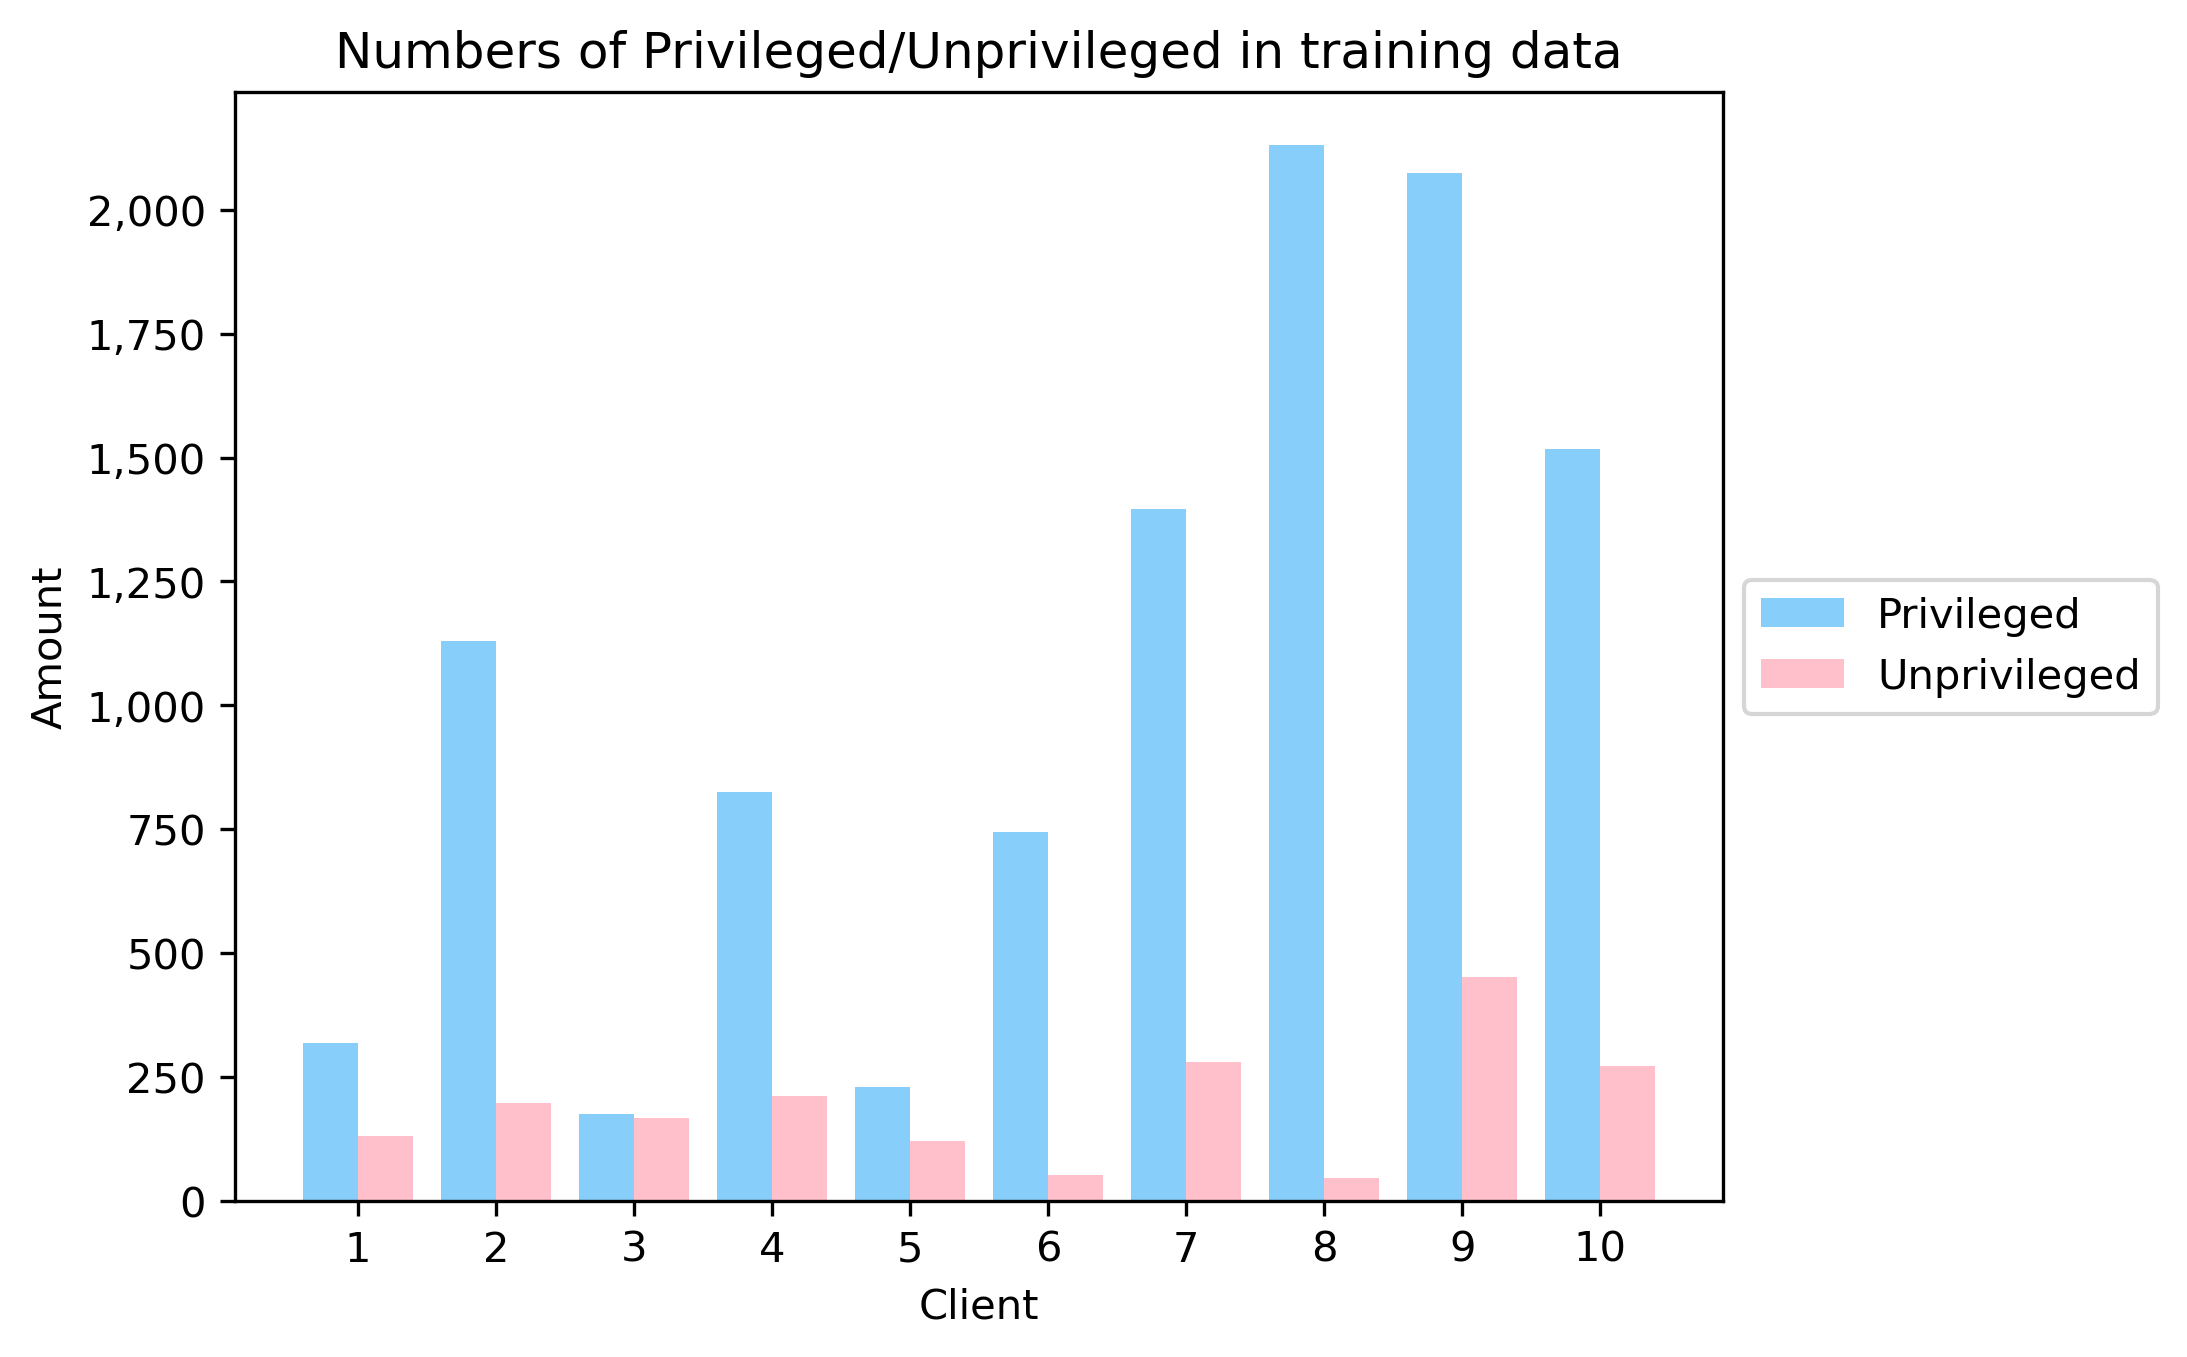 Numbers of Privileged/Unprivileged in training data
2,000
1,750
1,500
1,250
1,000
750
500
250
0
Amount
1 2 3 4 5 6 7 8 9 10
Client
Privileged
Unprivileged